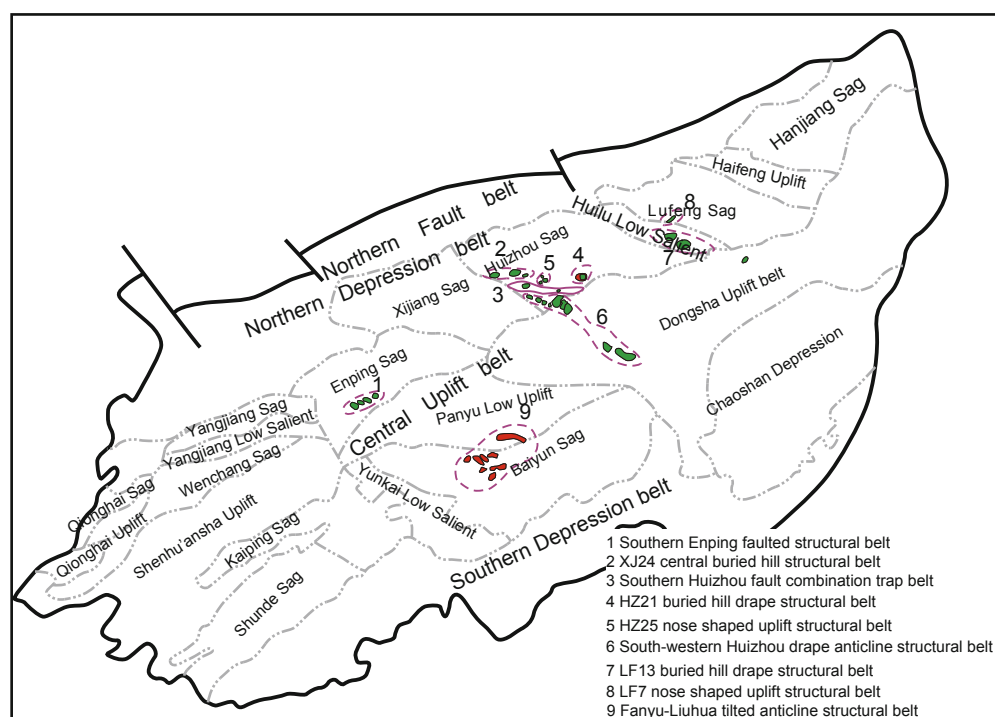 Hanjiang Sag
Haifeng Uplift
8
Lufeng Sag
Huilu Low Salient
7
Northern Fault belt
Northern Depression belt
Huizhou Sag
2
5
4
3
Xijiang Sag
6
Dongsha Uplift belt
Chaoshan Depression
Enping Sag
1
Central Uplift belt
Panyu Low Uplift
9
Baiyun Sag
Yangjiang Sag
Yangjiang Low Salient
Wenchang Sag
Yunkai Low Salient
Qionghai Sag
Qionghai Uplift
Shenhu'ansha Uplift
Kaiping Sag
Shunde Sag
Southern Depression belt
1 Southern Enping faulted structural belt
2 XJ24 central buried hill structural belt
3 Southern Huizhou fault combination trap belt
4 HZ21 buried hill drape structural belt
5 HZ25 nose shaped uplift structural belt
6 South-western Huizhou drape anticline structural belt
7 LF13 buried hill drape structural belt
8 LF7 nose shaped uplift structural belt
9 Fanyu-Liuhua tilted anticline structural belt